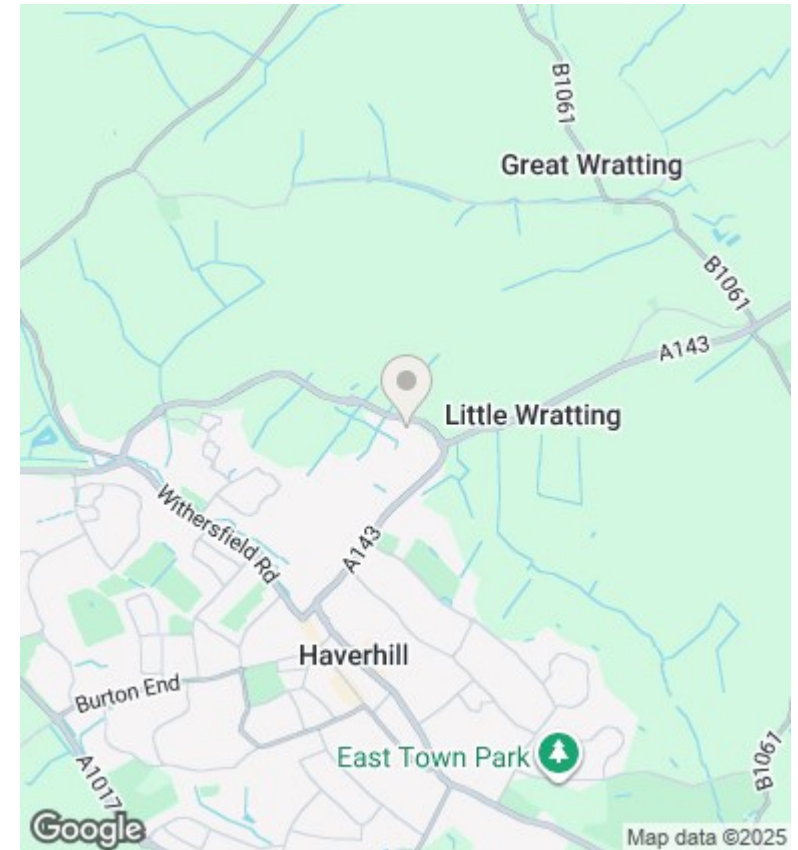 B1061
Great Wratting
B1061
A143
Little Wratting
Withersfield Rd
A143
Haverhill
Burton End
East Town Park
A1017
B1061
Google
Map data ©2025